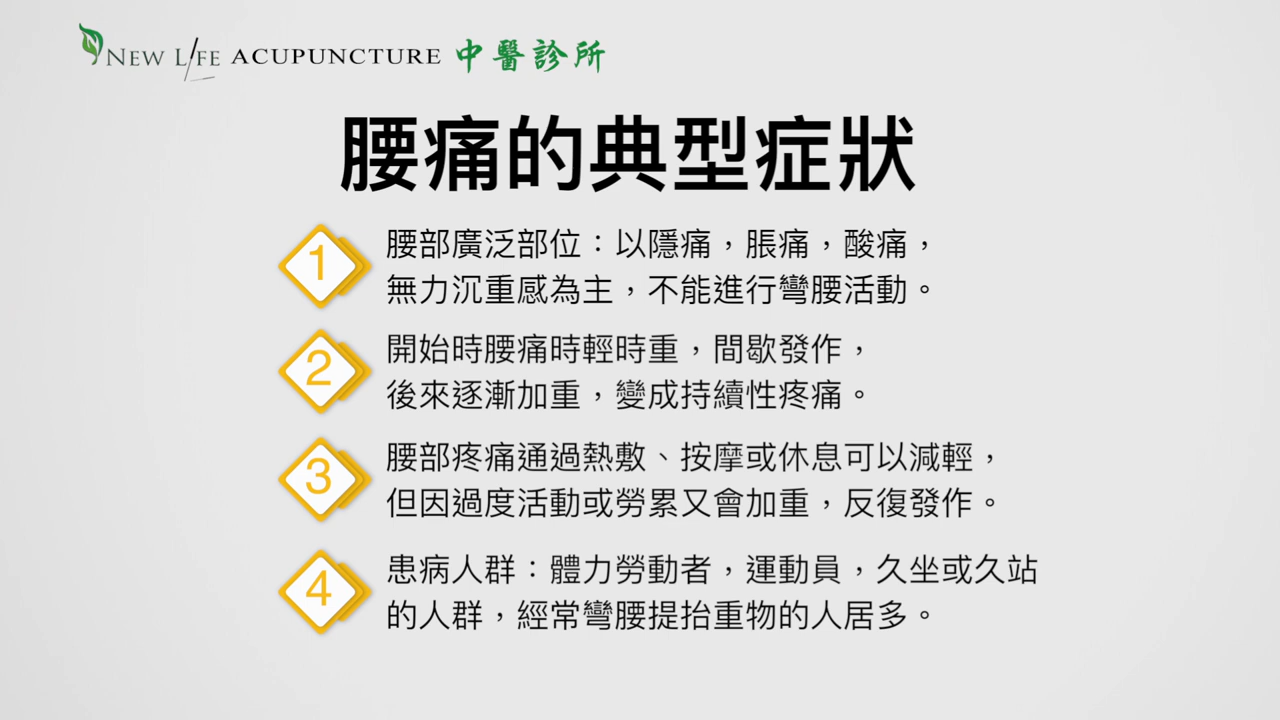 NEW LIFE ACUPUNCTURE 中醫診所
腰痛的典型症狀
1
腰部廣泛部位：以隱痛，脹痛，酸痛，
無力沉重感為主，不能進行彎腰活動。
2
開始時腰痛時輕時重，間歇發作，
後來逐漸加重，變成持續性疼痛。
3
腰部疼痛通過熱敷、按摩或休息可以減輕，
但因過度活動或勞累又會加重，反復發作。
4
患病人群：體力勞動者，運動員，久坐或久站
的人群，經常彎腰提抬重物的人居多。